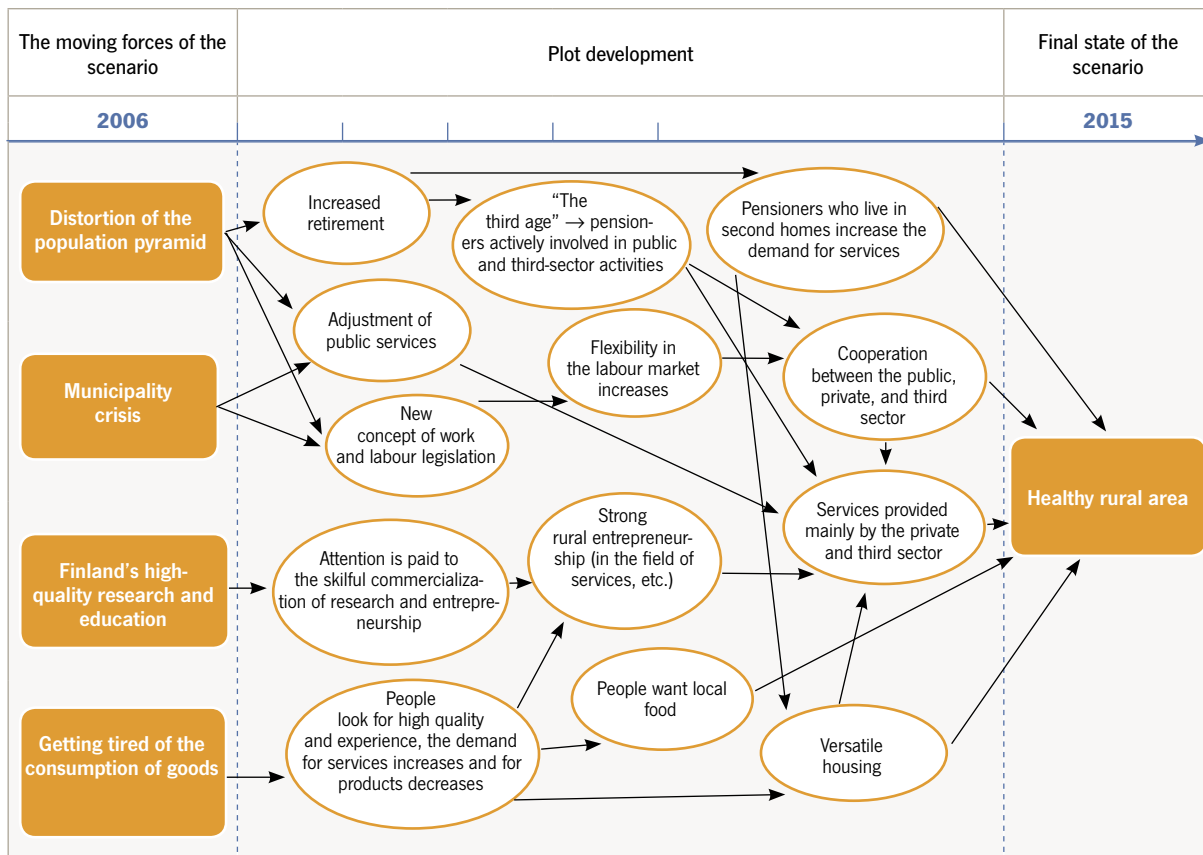 The moving forces of the
scenario
Plot development
Final state of the
scenario
2006
2015
Distortion of the
population pyramid
Increased
retirement
“The
third age” → pension-
ers actively involved in public
and third-sector activities
Pensioners who live in
second homes increase the
demand for services
Adjustment of
public services
Flexibility in
the labour market
increases
Cooperation
between the public,
private, and third
sector
Municipality
crisis
New
concept of work
and labour legislation
Healthy rural area
Services provided
mainly by the private
and third sector
Strong
rural entrepreneur-
ship (in the field of
services, etc.)
Finland’s high-
quality research and
education
Attention is paid to
the skilful commercializa-
tion of research and entrepre-
neurship
People want local
food
People
look for high quality
and experience, the demand
for services increases and for
products decreases
Getting tired of the
consumption of goods
Versatile
housing